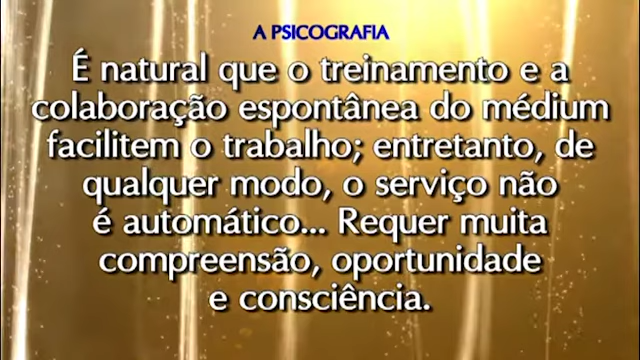 A PSICOGRAFIA
É natural que o treinamento e a
colaboração espontânea do médium
facilitem o trabalho; entretanto, de
qualquer modo, o serviço não
é automático... Requer muita
compreensão, oportunidade
e consciência.